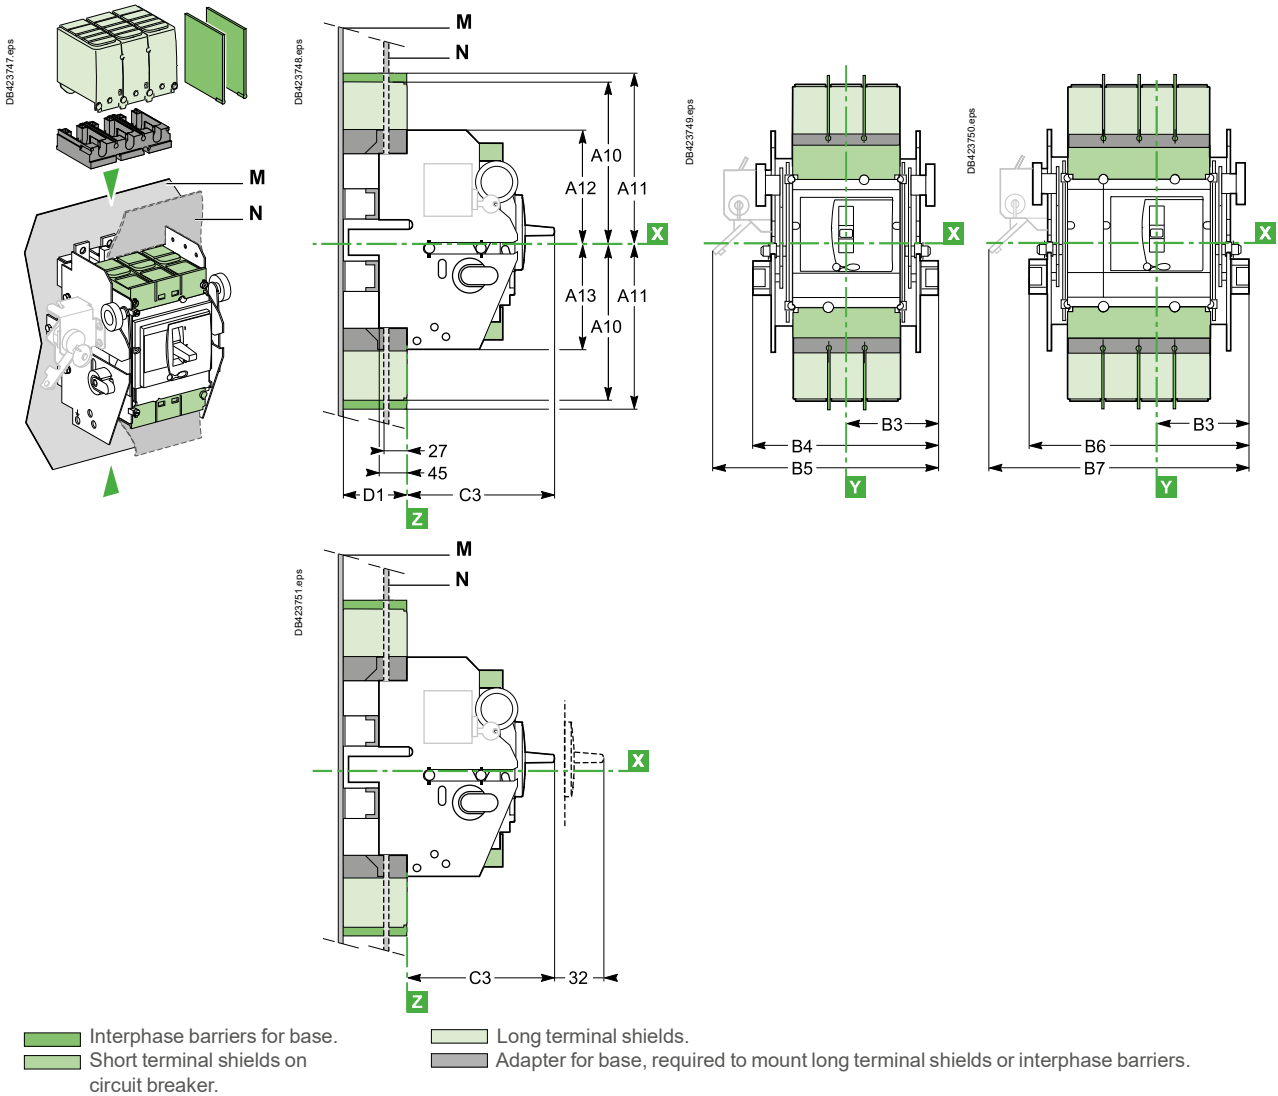 DB423747.eps
M
N
DB423748.eps
M
N
A10
A12
A11
X
A13
A11
A10
27
45
D1
C3
Z
DB423749.eps
X
B3
B4
B5
Y
DB423750.eps
X
B3
B6
B7
Y
DB423751.eps
M
N
X
C3
32
Z
Interphase barriers for base.
Short terminal shields on
circuit breaker.
Long terminal shields.
Adapter for base, required to mount long terminal shields or interphase barriers.